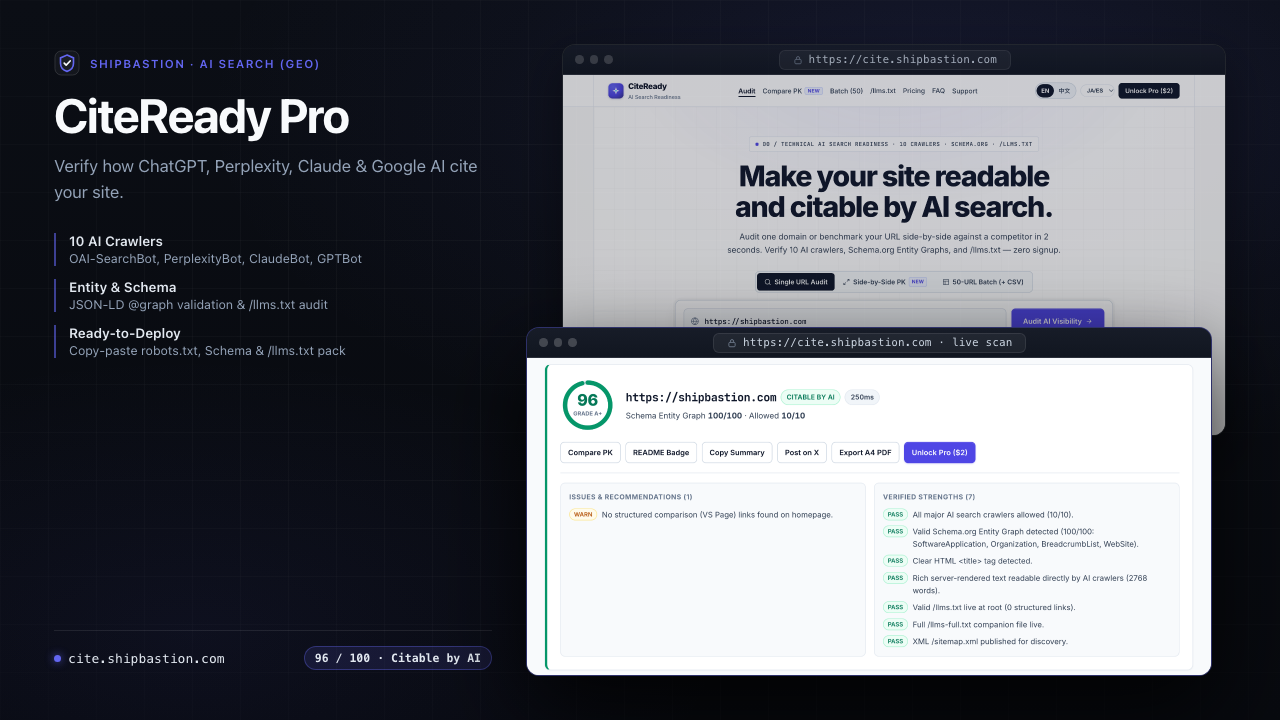 SHIPBASTION · AI SEARCH (GEO)
CiteReady Pro
Verify how ChatGPT, Perplexity, Claude & Google AI cite
your site.
10 AI Crawlers
OAI-SearchBot, PerplexityBot, ClaudeBot, GPTBot
Entity & Schema
JSON-LD @graph validation & /llms.txt audit
Ready-to-Deploy
Copy-paste robots.txt, Schema & /llms.txt pack
cite.shipbastion.com
96 / 100 · Citable by AI
https://cite.shipbastion.com
CiteReady
AI Search Readiness
Audit Compare PK NEW Batch (50) /llms.txt Pricing FAQ Support
EN 中文 JA/ES Unlock Pro ($2)
00 / TECHNICAL AI SEARCH READINESS · 10 CRAWLERS · SCHEMA.ORG · /LLMS.TXT
Make your site readable
and citable by AI search.
Audit one domain or benchmark your URL side-by-side against a competitor in 2
seconds. Verify 10 AI crawlers, Schema.org Entity Graphs, and /llms.txt — zero signup.
Single URL Audit Side-by-Side PK NEW 50-URL Batch (+ CSV)
https://shipbastion.com Audit AI Visibility →
https://cite.shipbastion.com · live scan
96
GRADE A+
https://shipbastion.com CITABLE BY AI 250ms
Schema Entity Graph 100/100 · Allowed 10/10
Compare PK README Badge Copy Summary Post on X Export A4 PDF Unlock Pro ($2)
ISSUES & RECOMMENDATIONS (1)
WARN No structured comparison (VS Page) links found on homepage.
VERIFIED STRENGTHS (7)
PASS All major AI search crawlers allowed (10/10).
PASS Valid Schema.org Entity Graph detected (100/100:
SoftwareApplication, Organization, BreadcrumbList, WebSite).
PASS Clear HTML <title> tag detected.
PASS Rich server-rendered text readable directly by AI crawlers (2768
words).
PASS Valid /llms.txt live at root (0 structured links).
PASS Full /llms-full.txt companion file live.
PASS XML /sitemap.xml published for discovery.